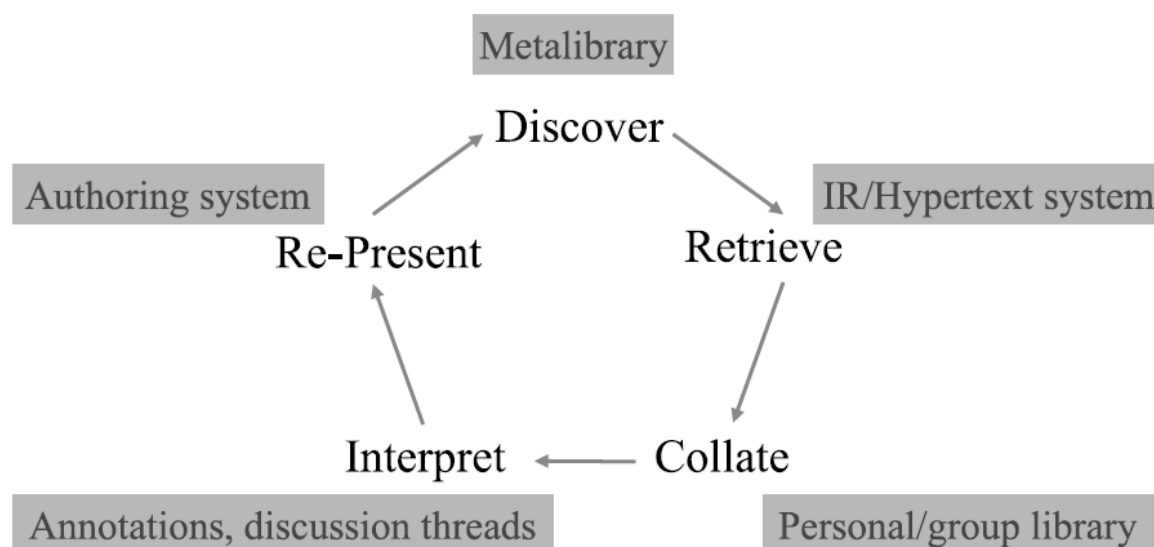 Metalibrary
Discover
Authoring system
IR/Hypertext system
Re-Present
Retrieve
Interpret
Collate
Annotations, discussion threads
Personal/group library